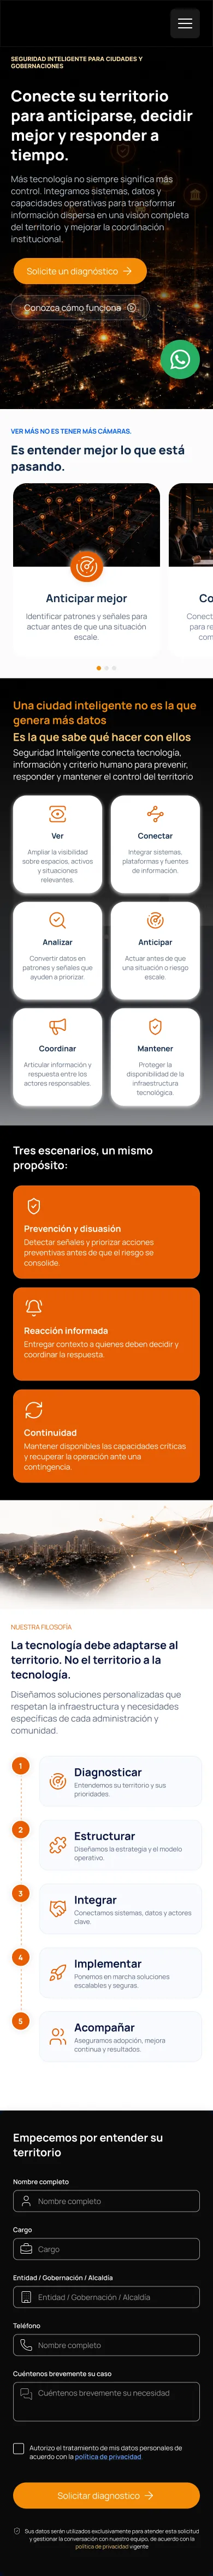 SEGURIDAD INTELIGENTE PARA CIUDADES Y
GOBERNACIONES
Conecte su territorio
para anticiparse, decidir
mejor y responder a
tiempo.
Más tecnología no siempre significa más
control. Integramos sistemas, datos y
capacidades operativas para transformar
información dispersa en una visión completa
del territorio y mejorar la coordinación
institucional.
Solicite un diagnóstico
Conozca cómo funciona
VER MÁS NO ES TENER MÁS CÁMARAS.
Es entender mejor lo que está
pasando.
Anticipar mejor
Identificar patrones y señales para
actuar antes de que una situación
escale.
Co
Conect
para re
com
Una ciudad inteligente no es la que
genera más datos
Es la que sabe qué hacer con ellos
Seguridad Inteligente conecta tecnología,
información y criterio humano para prevenir,
responder y mantener el control del territorio
Ver
Ampliar la visibilidad
sobre espacios, activos
y situaciones
relevantes.
Conectar
Integrar sistemas,
plataformas y fuentes
de información.
Analizar
Convertir datos en
patrones y señales que
ayuden a priorizar.
Anticipar
Actuar antes de que
una situación o riesgo
escale.
Coordinar
Articular información y
respuesta entre los
actores responsables.
Mantener
Proteger la
disponibilidad de la
infraestructura
tecnológica.
Tres escenarios, un mismo
propósito:
Prevención y disuasión
Detectar señales y priorizar acciones
preventivas antes de que el riesgo se
consolide.
Reacción informada
Entregar contexto a quienes deben decidir y
coordinar la respuesta.
Continuidad
Mantener disponibles las capacidades críticas
y recuperar la operación ante una
contingencia.
NUESTRA FILOSOFÍA
La tecnología debe adaptarse al
territorio. No el territorio a la
tecnología.
Diseñamos soluciones personalizadas que
respetan la infraestructura y necesidades
específicas de cada administración y
comunidad.
1
Diagnosticar
Entendemos su territorio y sus
prioridades.
2
Estructurar
Diseñamos la estrategia y el modelo
operativo.
3
Integrar
Conectamos sistemas, datos y actores
clave.
4
Implementar
Ponemos en marcha soluciones
escalables y seguras.
5
Acompañar
Aseguramos adopción, mejora
continua y resultados.
Empecemos por entender su
territorio
Nombre completo
Nombre completo
Cargo
Cargo
Entidad / Gobernación / Alcaldía
Entidad / Gobernación / Alcaldía
Teléfono
Nombre completo
Cuéntenos brevemente su caso
Cuéntenos brevemente su necesidad
Autorizo el tratamiento de mis datos personales de
acuerdo con la política de privacidad.
Solicitar diagnostico
Sus datos serán utilizados exclusivamente para atender esta solicitud
y gestionar la conversación con nuestro equipo, de acuerdo con la
política de privacidad vigente